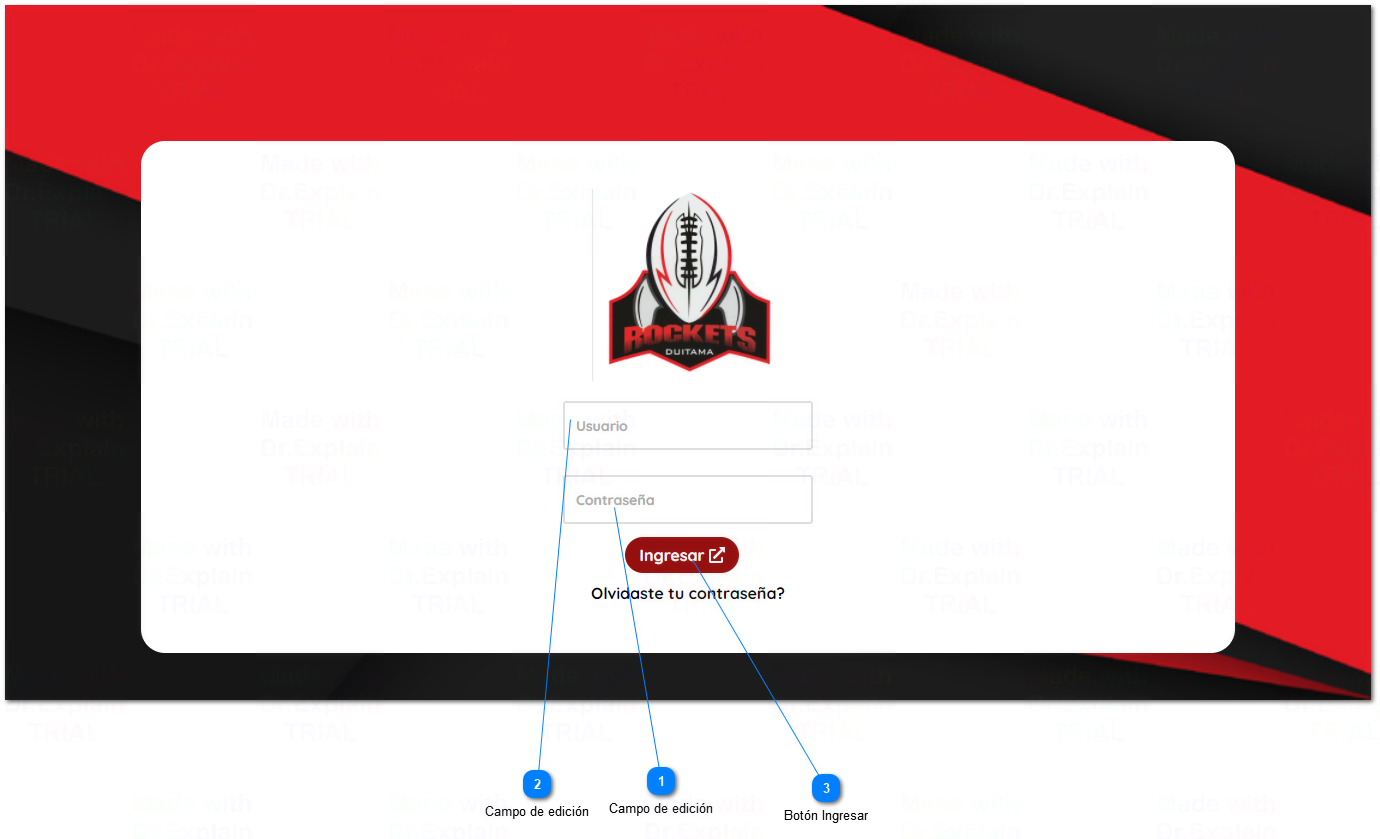 ROCKETS
DUITAMA
Usuario
Contraseña
Ingresar
Olvidaste tu contraseña?
2
Campo de edición
1
Campo de edición
3
Botón Ingresar
Made with
Dr.Explain
TRIAL